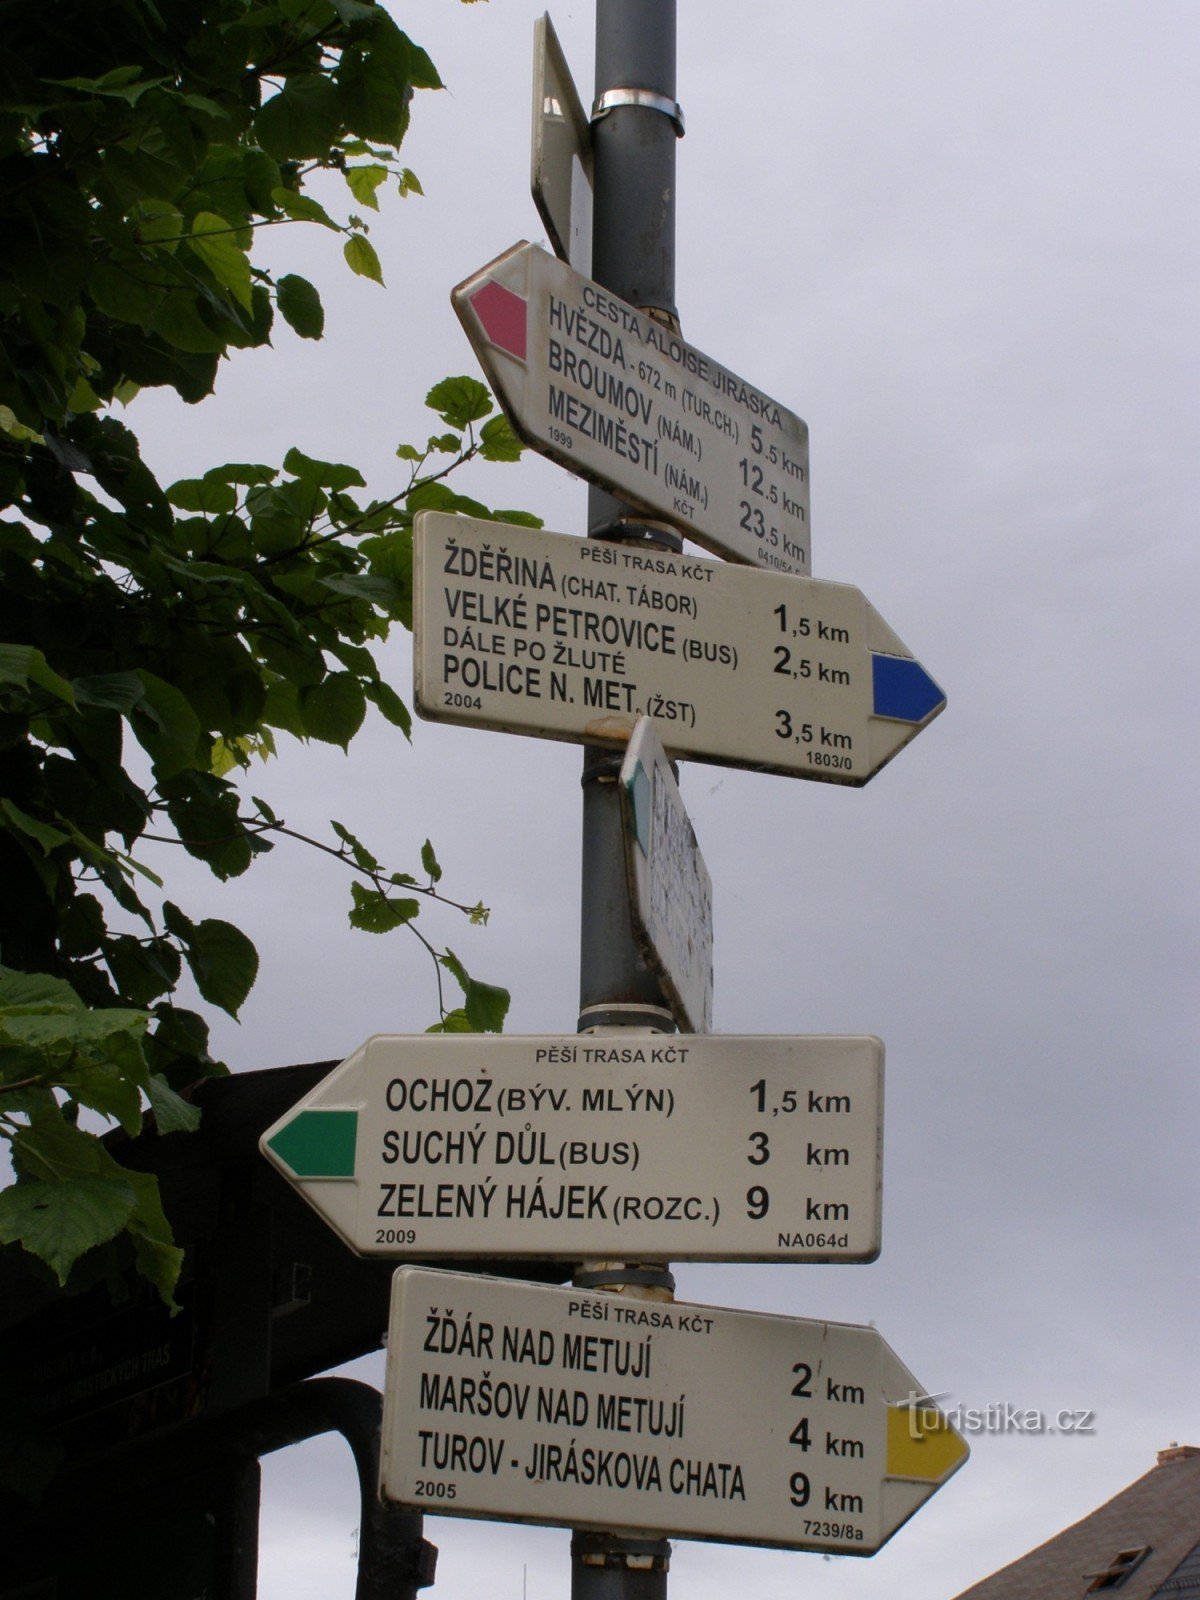 CESTA ALOISE JIRÁSKA
HVĚZDA - 672 m (TUR.CH.) 5.5 km
BROUMOV (NÁM.) 12.5 km
MEZIMĚSTÍ (NÁM.) 23.5 km
1999 KČT 0410/54
PĚŠÍ TRASA KČT
ŽDĚŘINA (CHAT. TÁBOR) 1,5 km
VELKÉ PETROVICE (BUS) 2,5 km
DÁLE PO ŽLUTÉ
POLICE N. MET. (ŽST) 3,5 km
2004 1803/0
PĚŠÍ TRASA KČT
OCHOZ (BÝV. MLÝN) 1,5 km
SUCHÝ DŮL (BUS) 3 km
ZELENÝ HÁJEK (ROZC.) 9 km
2009 NA064d
PĚŠÍ TRASA KČT
ŽĎÁR NAD METUJÍ 2 km
MARŠOV NAD METUJÍ 4 km
TUROV - JIRÁSKOVA CHATA 9 km
2005 7239/8a
TURISTICKÝCH TRAS
Turistika.cz